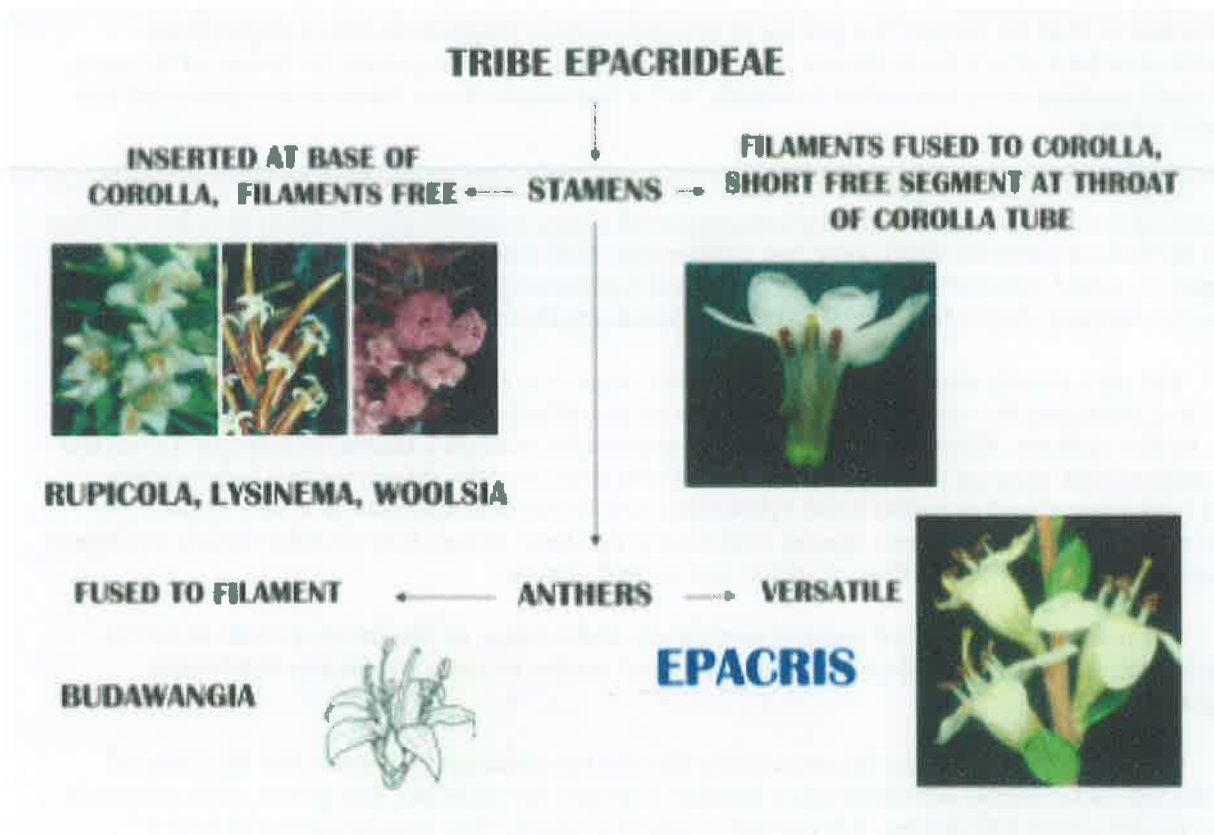 TRIBE EPACRIDEAE
INSERTED AT BASE OF
COROLLA, FILAMENTS FREE
STAMENS
FILAMENTS FUSED TO COROLLA,
SHORT FREE SEGMENT AT THROAT
OF COROLLA TUBE
RUPICOLA, LYSINEMA, WOOLSIA
FUSED TO FILAMENT
ANTHERS
VERSATILE
BUDAWANGIA
EPACRIS